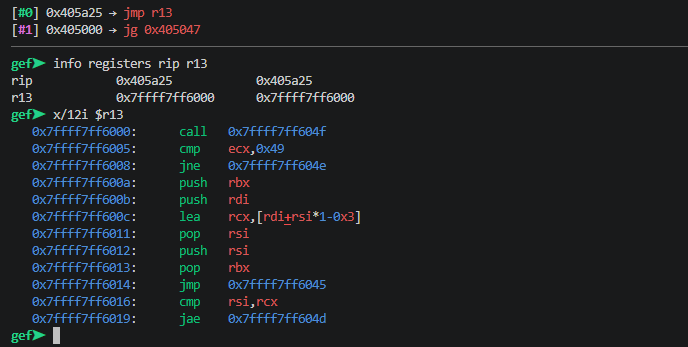 [#0] 0x405a25 → jmp r13
[#1] 0x405000 → jg 0x405047
gef➤ info registers rip r13
rip 0x405a25 0x405a25
r13 0x7ffff7ff6000 0x7ffff7ff6000
gef➤ x/12i $r13
0x7ffff7ff6000: call 0x7ffff7ff604f
0x7ffff7ff6005: cmp ecx,0x49
0x7ffff7ff6008: jne 0x7ffff7ff604e
0x7ffff7ff600a: push rbx
0x7ffff7ff600b: push rdi
0x7ffff7ff600c: lea rcx,[rdi+rsi*1-0x3]
0x7ffff7ff6011: pop rsi
0x7ffff7ff6012: push rsi
0x7ffff7ff6013: pop rbx
0x7ffff7ff6014: jmp 0x7ffff7ff6045
0x7ffff7ff6016: cmp rsi,rcx
0x7ffff7ff6019: jae 0x7ffff7ff604d
gef➤